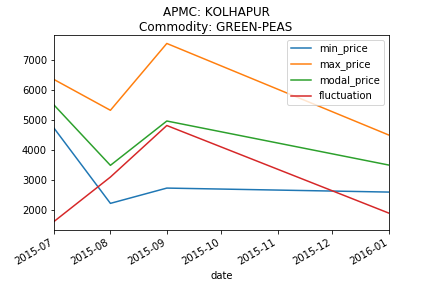 APMC: KOLHAPUR
Commodity: GREEN-PEAS
min_price
max_price
modal_price
fluctuation
7000
6000
5000
4000
3000
2000
2015-07
2015-08
2015-09
2015-10
2015-11
2015-12
2016-01
date